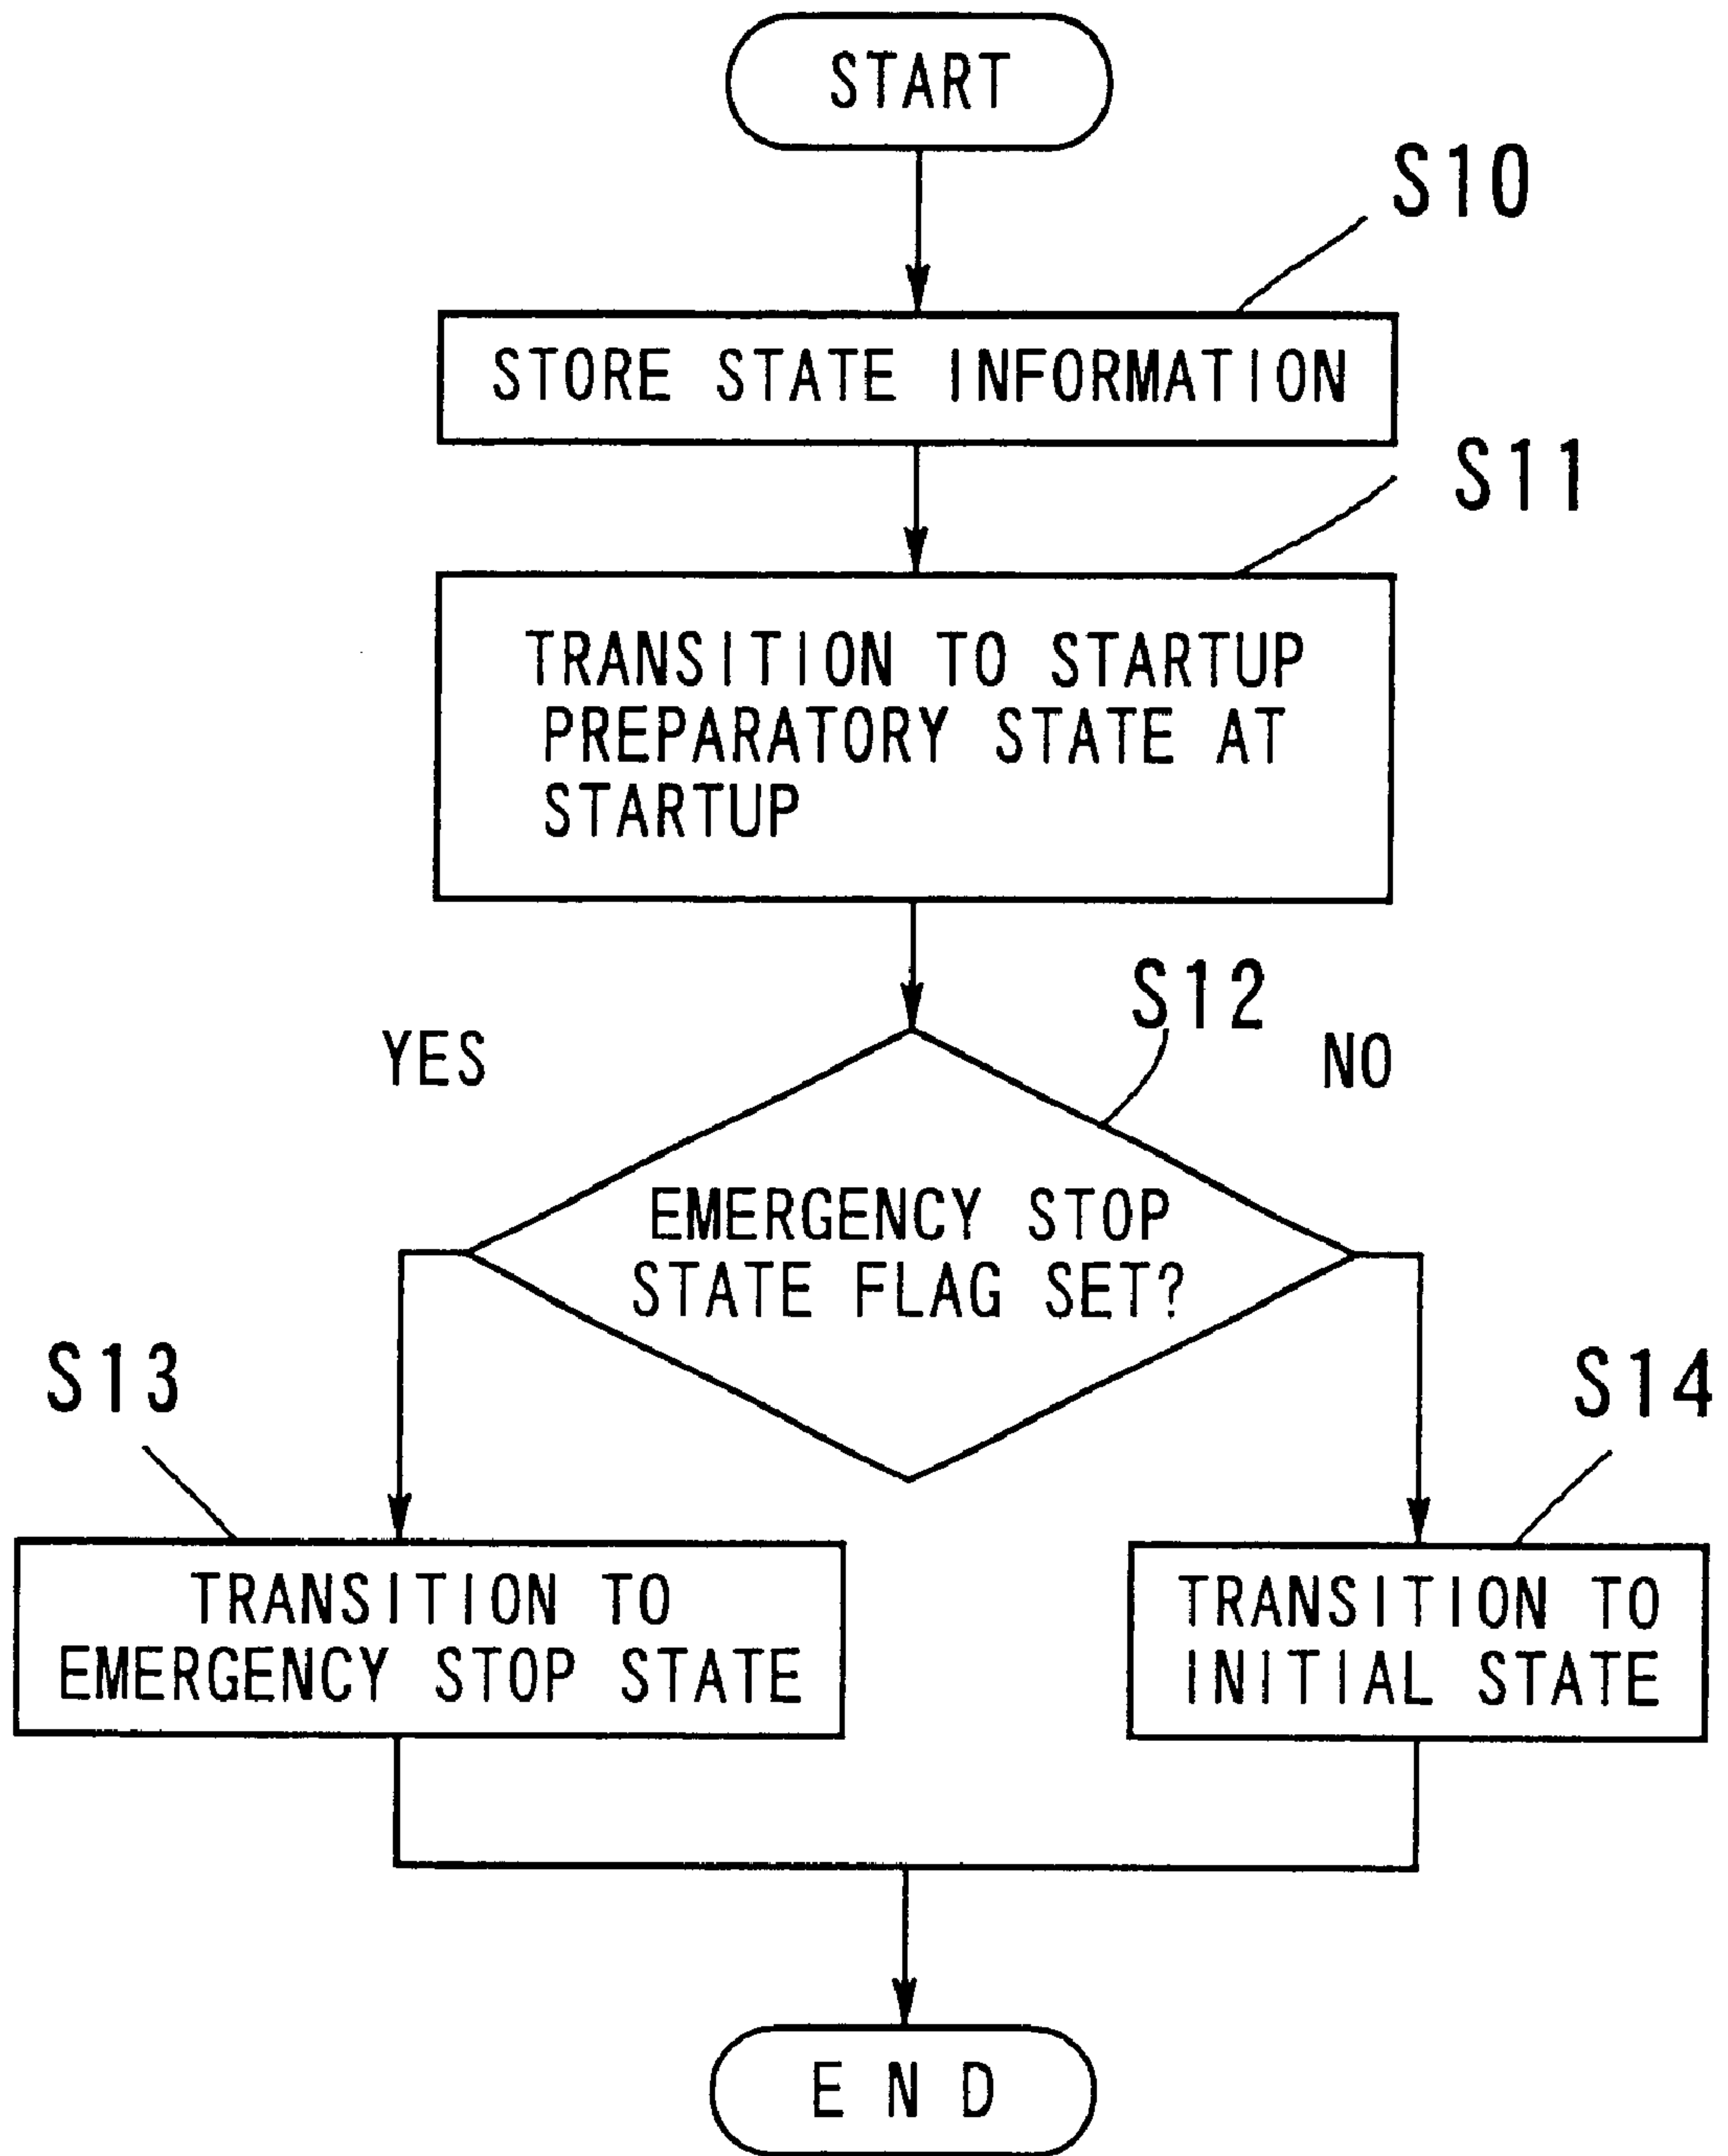 START
S10
STORE STATE INFORMATION
S11
TRANSITION TO STARTUP
PREPARATORY STATE AT
STARTUP
S12
YES
NO
EMERGENCY STOP
STATE FLAG SET?
S13
S14
TRANSITION TO
EMERGENCY STOP STATE
TRANSITION TO
INITIAL STATE
END